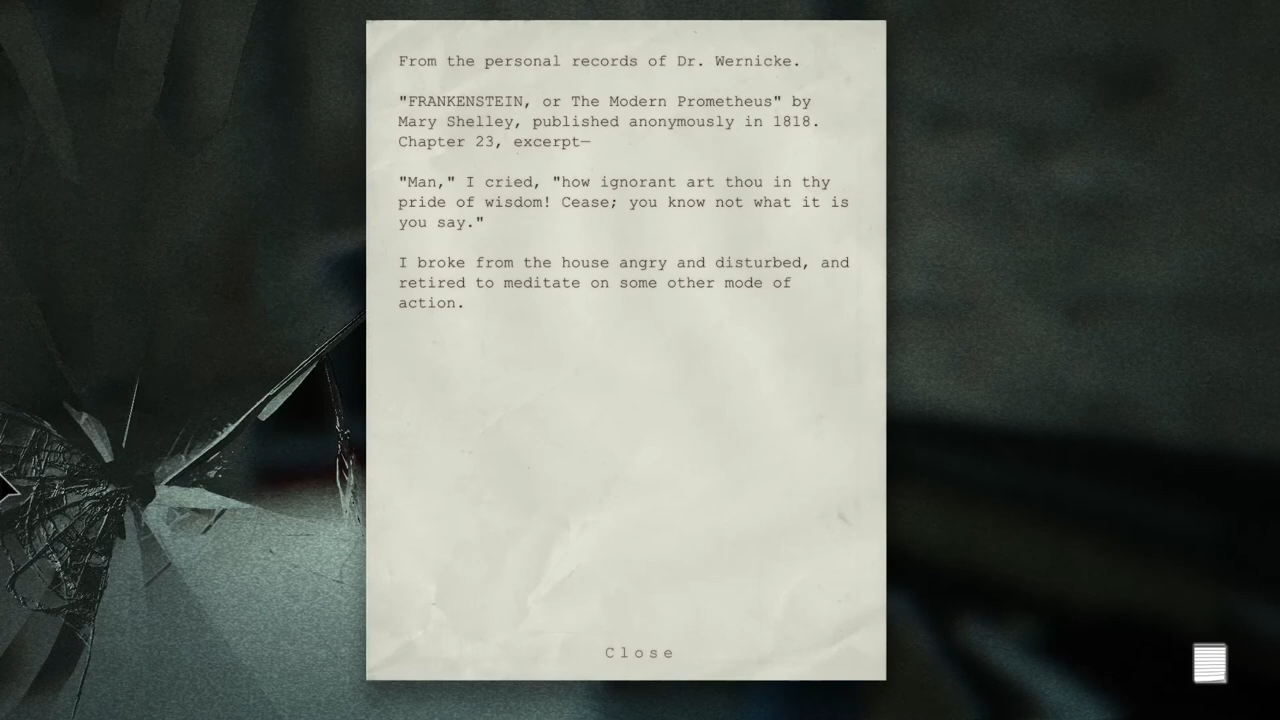 From the personal records of Dr. Wernicke.
"FRANKENSTEIN, or The Modern Prometheus" by
Mary Shelley, published anonymously in 1818.
Chapter 23, excerpt—
"Man," I cried, "how ignorant art thou in thy
pride of wisdom! Cease; you know not what it is
you say."
I broke from the house angry and disturbed, and
retired to meditate on some other mode of
action.
Close